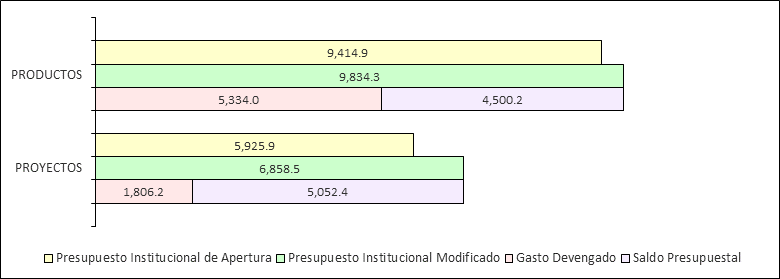 9,414.9
PRODUCTOS
9,834.3
5,334.0 4,500.2
5,925.9
PROYECTOS
6,858.5
1,806.2 5,052.4
Presupuesto Institucional de Apertura Presupuesto Institucional Modificado Gasto Devengado Saldo Presupuestal